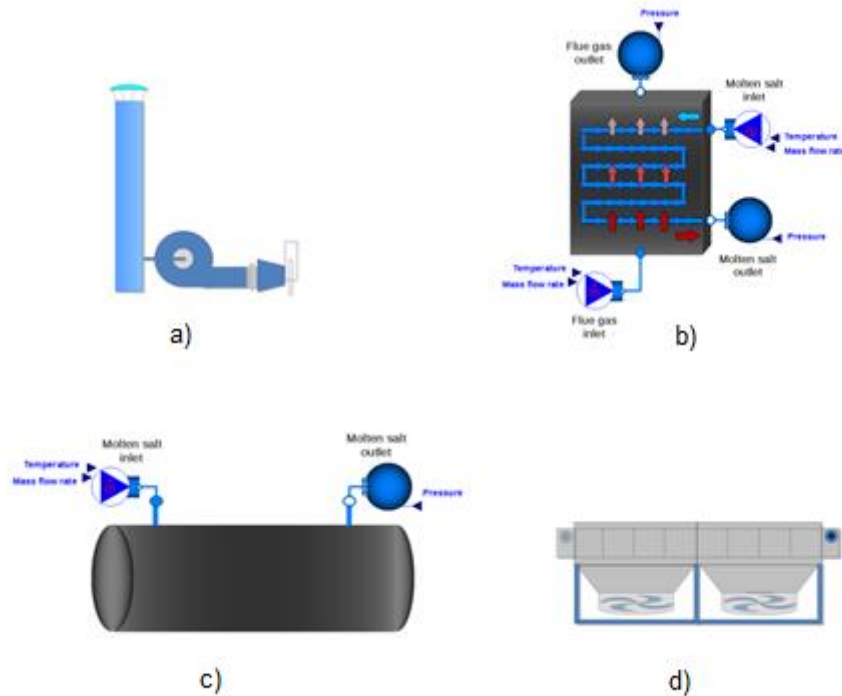 Pressure
Flue gas
outlet
Molten salt
inlet
Temperature
Mass flow rate
Pressure
Molten salt
outlet
Temperature
Mass flow rate
Flue gas
inlet
a)
b)
Molten salt
inlet
Temperature
Mass flow rate
Molten salt
outlet
Pressure
c)
d)